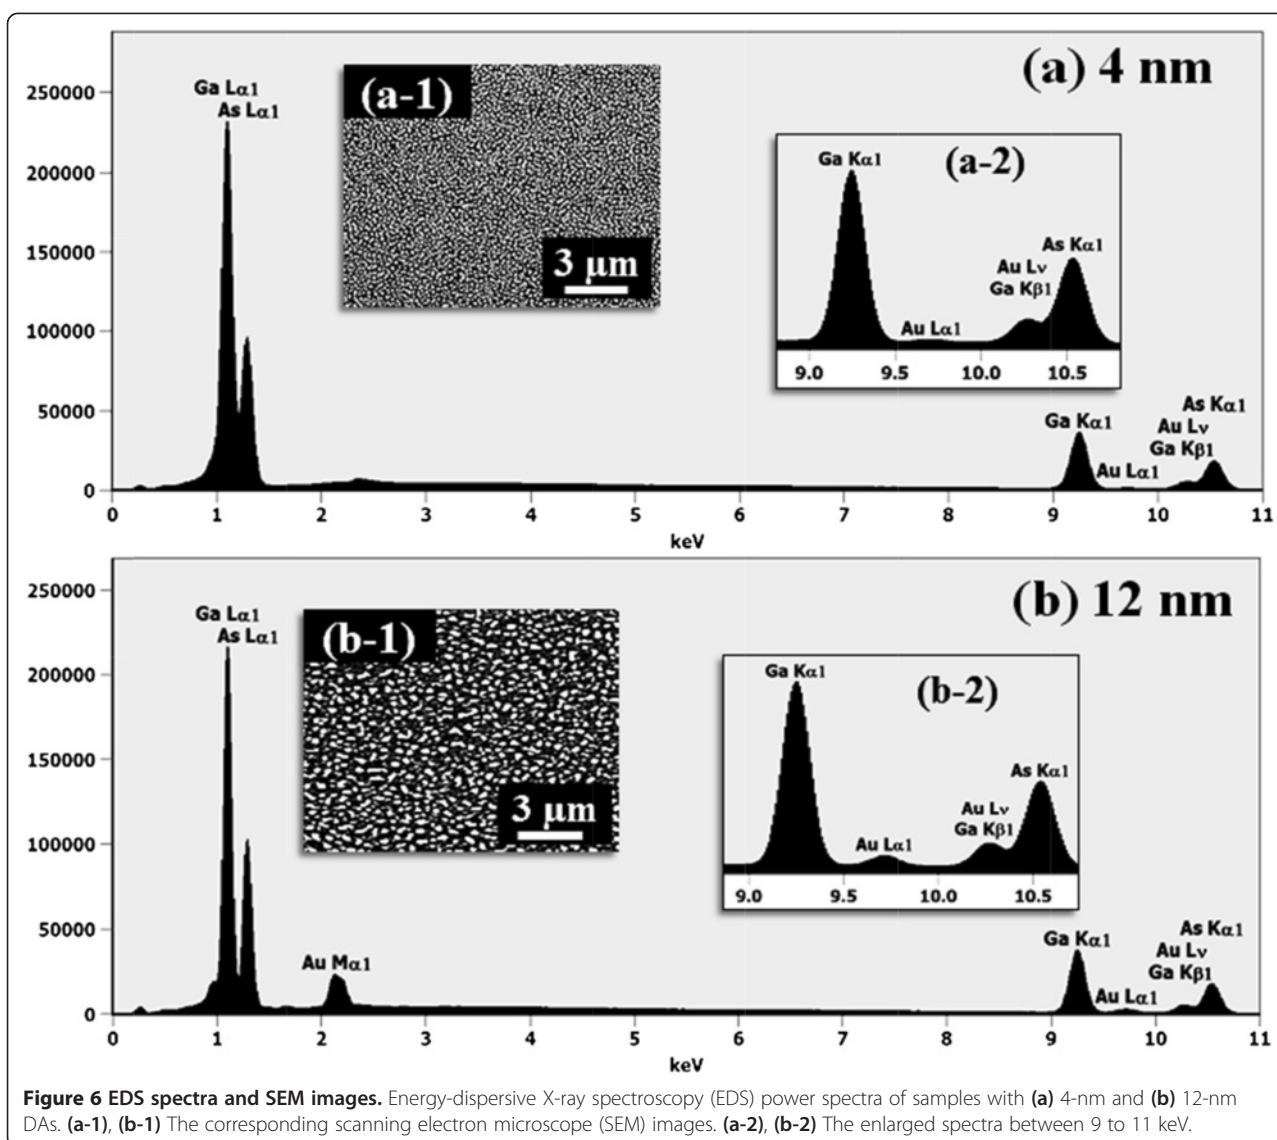 (a) 4 nm
250000
200000
150000
100000
50000
0
Ga Lα1
As Lα1
(a-1)
3 μm
(a-2)
Ga Kα1
Au Lα1
Au Lν
Ga Kβ1
As Kα1
9.0 9.5 10.0 10.5
Ga Kα1
Au Lα1
As Kα1
Au Lν
Ga Kβ1
0 1 2 3 4 5 6 7 8 9 10 11
keV
(b) 12 nm
250000
200000
150000
100000
50000
0
Ga Lα1
As Lα1
Au Mα1
(b-1)
3 μm
(b-2)
Ga Kα1
Au Lα1
Au Lν
Ga Kβ1
As Kα1
9.0 9.5 10.0 10.5
Ga Kα1
Au Lα1
As Kα1
Au Lν
Ga Kβ1
0 1 2 3 4 5 6 7 8 9 10 11
keV
Figure 6 EDS spectra and SEM images. Energy-dispersive X-ray spectroscopy (EDS) power spectra of samples with (a) 4-nm and (b) 12-nm
DAs. (a-1), (b-1) The corresponding scanning electron microscope (SEM) images. (a-2), (b-2) The enlarged spectra between 9 to 11 keV.